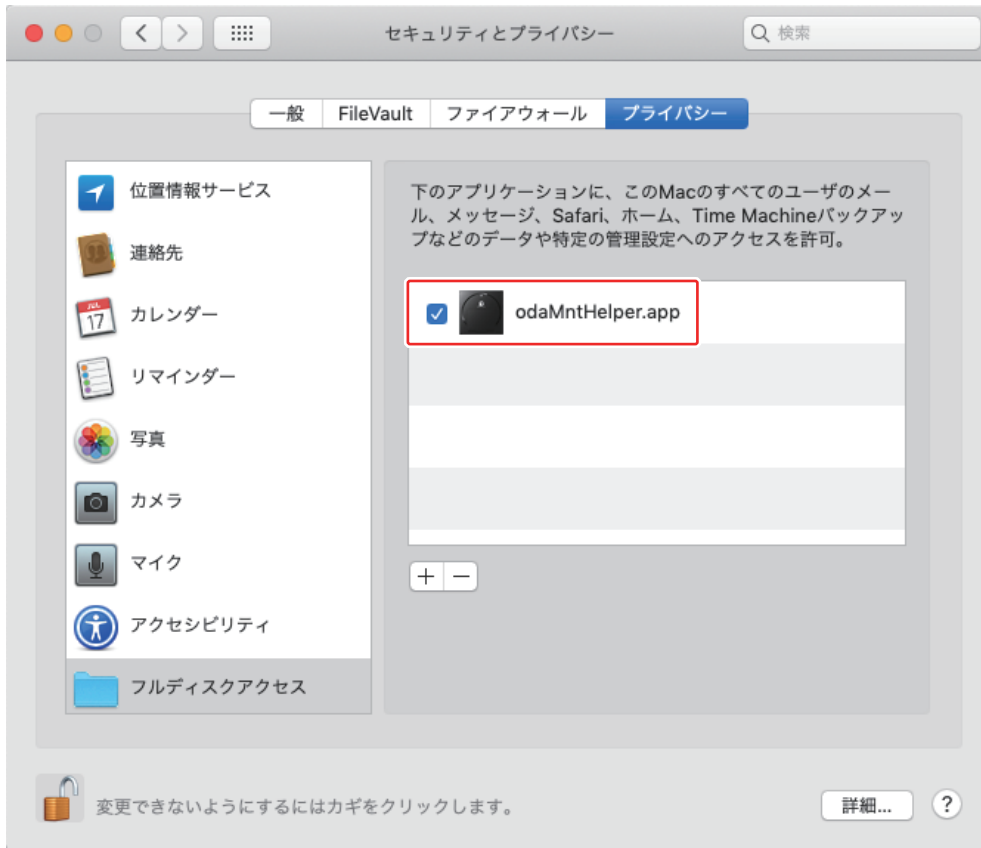 セキュリティとプライバシー
検索
一般
FileVault
ファイアウォール
プライバシー
位置情報サービス
連絡先
JUL
17
カレンダー
リマインダー
写真
カメラ
マイク
アクセシビリティ
フルディスクアクセス
下のアプリケーションに、このMacのすべてのユーザのメー
ル、メッセージ、Safari、ホーム、Time Machineバックアッ
プなどのデータや特定の管理設定へのアクセスを許可。
odaMntHelper.app
+ −
変更できないようにするにはカギをクリックします。
詳細...
?